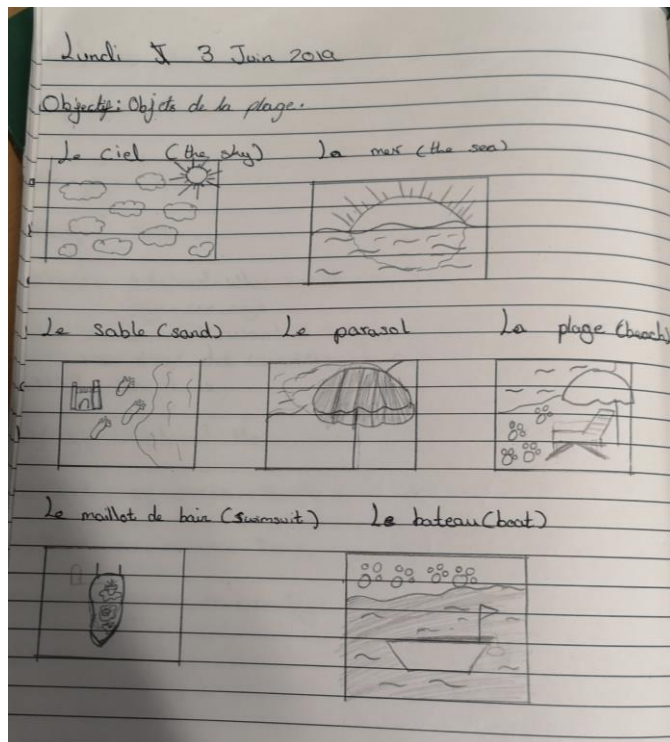 Lundi 3 Juin 2019
Objectif: Objets de la plage.
Le ciel (the sky) La mer (the sea)
Le sable (sand) Le parasol La plage (beach)
Le maillot de bain (swimsuit) Le bateau (boat)